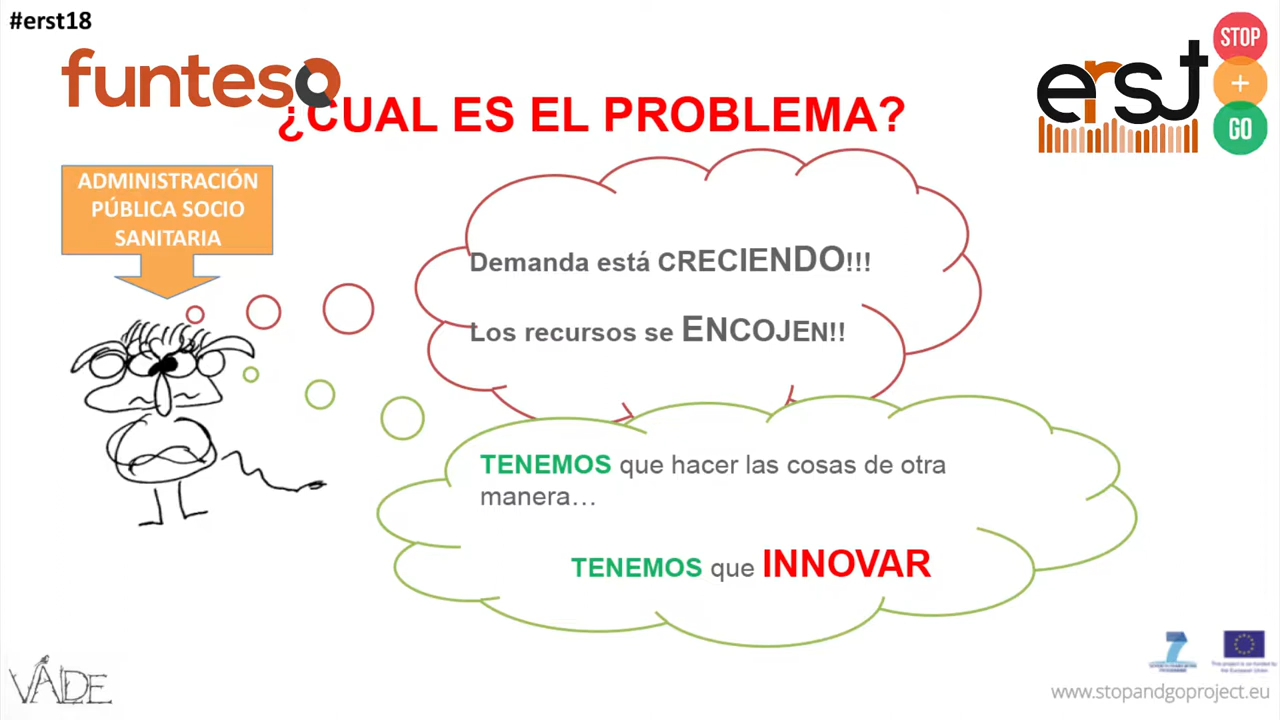 #erst18
funteso
erst
STOP
+
GO
¿CUAL ES EL PROBLEMA?
ADMINISTRACIÓN
PÚBLICA SOCIO
SANITARIA
Demanda está CRECIENDO!!!
Los recursos se ENCOJEN!!
TENEMOS que hacer las cosas de otra
manera…
TENEMOS que INNOVAR
VALDE
www.stopandgoproject.eu